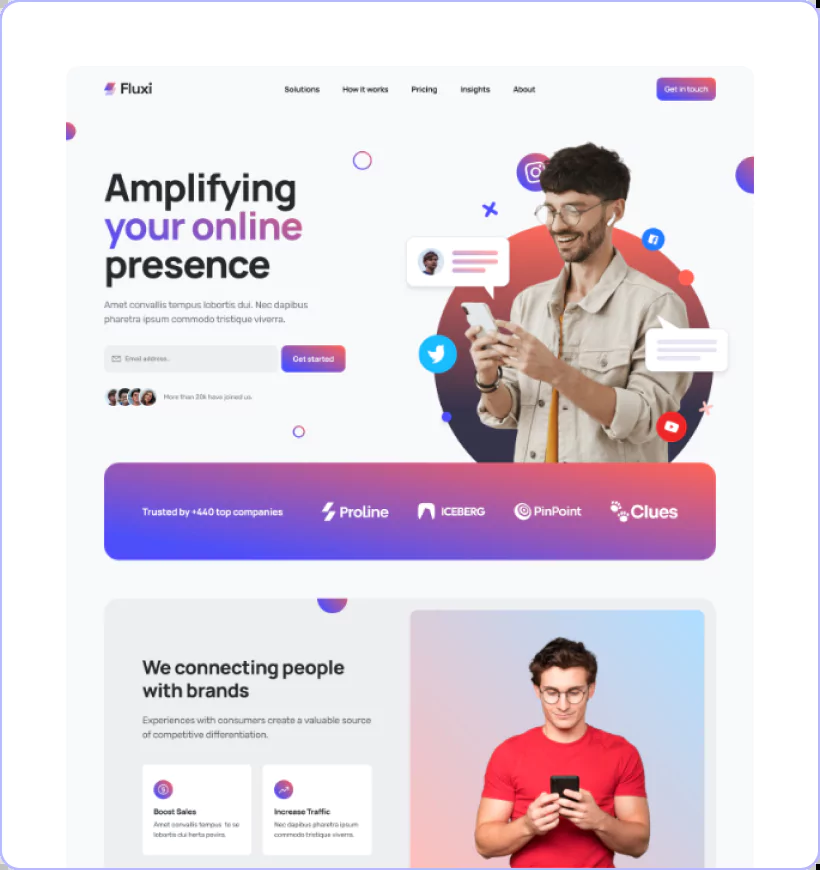 Fluxi
Solutions How it works Pricing Insights About
Get in touch
Amplifying
your online
presence
Amet convallis tempus lobortis dui. Nec dapibus
pharetra ipsum commodo tristique viverra.
Email address..
Get started
More than 20k have joined us.
Trusted by +440 top companies
Proline
ICEBERG
PinPoint
Clues
We connecting people
with brands
Experiences with consumers create a valuable source
of competitive differentiation.
Boost Sales
Amet convallis tempus to se
lobortis dui herta povins.
Increase Traffic
Nec dapibus pharetra ipsum
commodo tristique viverra.